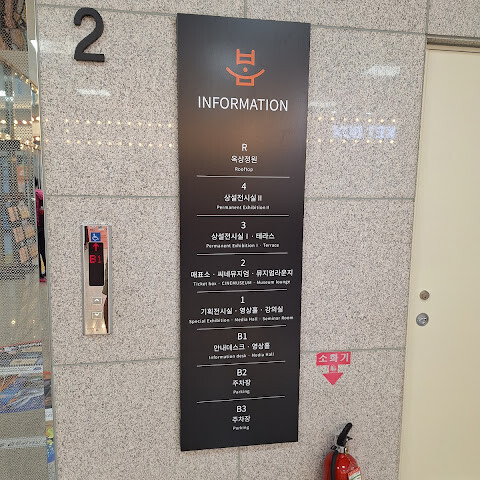 2
INFORMATION
R
옥상정원
Rooftop
4
상설전시실 II
Permanent Exhibition II
3
상설전시실 I · 테라스
Permanent Exhibition I · Terrace
2
매표소 · 씨네뮤지엄 · 뮤지엄라운지
Ticket box · CINEMUSEUM · Museum lounge
1
기획전시실 · 영상홀 · 강의실
Special Exhibition · Media Hall · Seminar Room
B1
안내데스크 · 영상홀
Information desk · Media Hall
B2
주차장
Parking
B3
주차장
Parking
B1
소화기